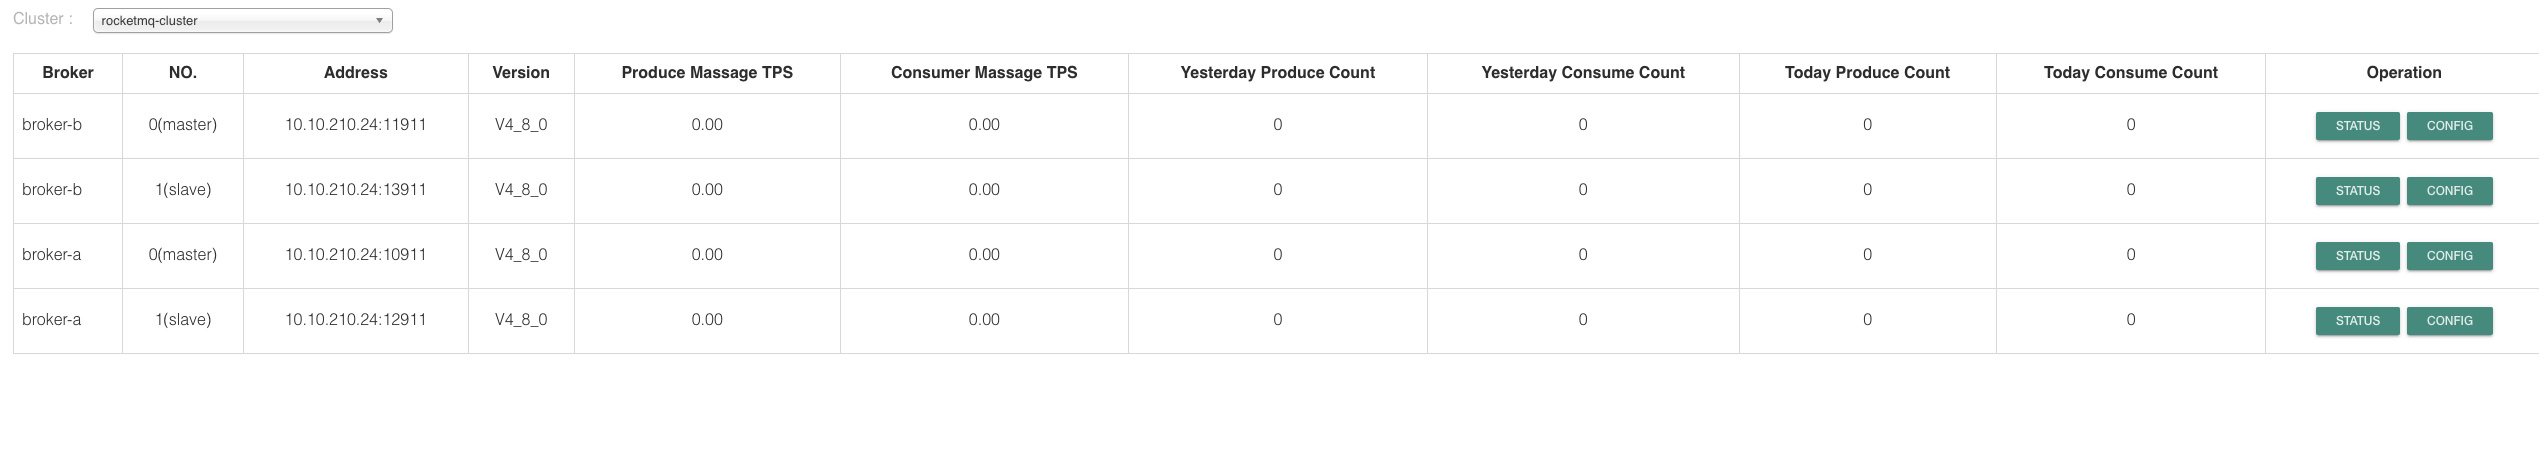 Cluster : rocketmq-cluster
Broker NO. Address Version Produce Massage TPS Consumer Massage TPS Yesterday Produce Count Yesterday Consume Count Today Produce Count Today Consume Count Operation
broker-b 0(master) 10.10.210.24:11911 V4_8_0 0.00 0.00 0 0 0 0 STATUS CONFIG
broker-b 1(slave) 10.10.210.24:13911 V4_8_0 0.00 0.00 0 0 0 0 STATUS CONFIG
broker-a 0(master) 10.10.210.24:10911 V4_8_0 0.00 0.00 0 0 0 0 STATUS CONFIG
broker-a 1(slave) 10.10.210.24:12911 V4_8_0 0.00 0.00 0 0 0 0 STATUS CONFIG